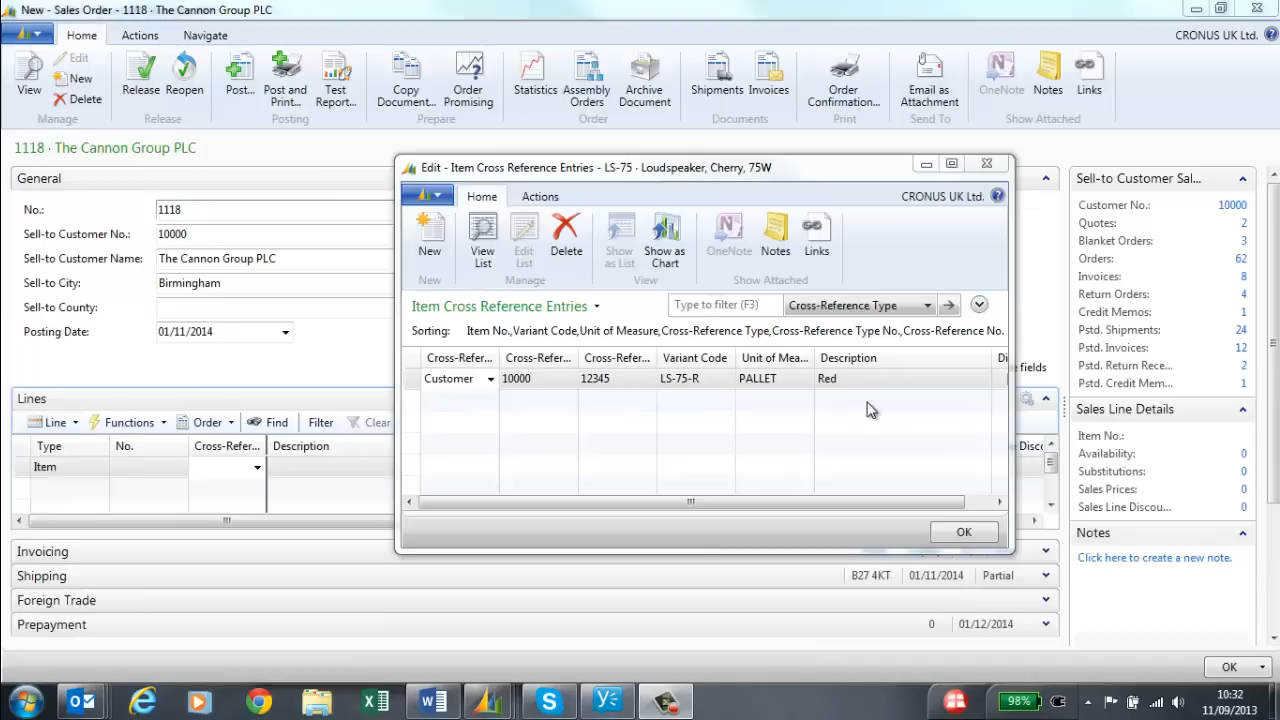 New - Sales Order - 1118 · The Cannon Group PLC
Home Actions Navigate CRONUS UK Ltd.
View Edit New Delete Release Reopen Post... Post and Print... Test Report... Copy Document... Order Promising Statistics Assembly Orders Archive Document Shipments Invoices Order Confirmation... Email as Attachment OneNote Notes Links
Manage Release Posting Prepare Order Documents Print Send To Show Attached
1118 · The Cannon Group PLC
General
No.: 1118
Sell-to Customer No.: 10000
Sell-to Customer Name: The Cannon Group PLC
Sell-to City: Birmingham
Sell-to County:
Posting Date: 01/11/2014
fields
Lines
Line Functions Order Find Filter Clear
Type No. Cross-Refer... Description
Item
Invoicing
Shipping B27 4KT 01/11/2014 Partial
Foreign Trade
Prepayment 0 01/12/2014
Edit - Item Cross Reference Entries - LS-75 · Loudspeaker, Cherry, 75W
Home Actions CRONUS UK Ltd.
New View List Edit List Delete Show as List Show as Chart OneNote Notes Links
New Manage View Show Attached
Item Cross Reference Entries Type to filter (F3) Cross-Reference Type
Sorting: Item No.,Variant Code,Unit of Measure,Cross-Reference Type,Cross-Reference Type No.,Cross-Reference No.
Cross-Refer... Cross-Refer... Cross-Refer... Variant Code Unit of Mea... Description Di
Customer 10000 12345 LS-75-R PALLET Red
OK
Sell-to Customer Sal...
Customer No.: 10000
Quotes: 2
Blanket Orders: 3
Orders: 62
Invoices: 8
Return Orders: 4
Credit Memos: 1
Pstd. Shipments: 24
Pstd. Invoices: 12
Pstd. Return Rece... 2
Pstd. Credit Mem... 1
Sales Line Details
Item No.:
Availability: 0
Substitutions: 0
Sales Prices: 0
Sales Line Discou... 0
Notes
Click here to create a new note.
OK
98%
10:32
11/09/2013